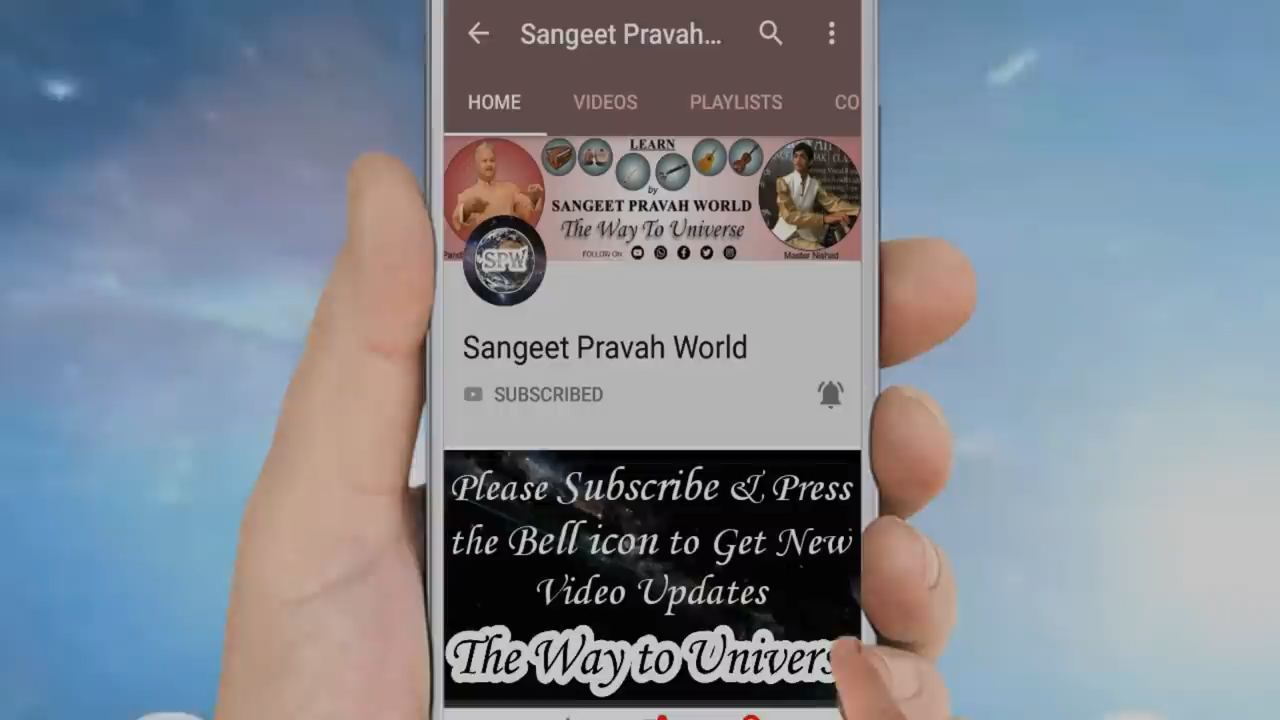 Sangeet Pravah...
HOME VIDEOS PLAYLISTS CO
LEARN
by
SANGEET PRAVAH WORLD
The Way To Universe
FOLLOW ON
Master Nishad
SPW
Sangeet Pravah World
SUBSCRIBED
Please Subscribe & Press
the Bell icon to Get New
Video Updates
The Way to Univers